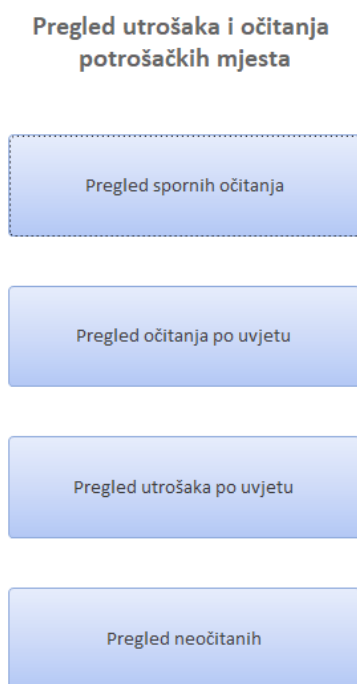 Pregled utrošaka i očitanja
potrošačkih mjesta
Pregled spornih očitanja
Pregled očitanja po uvjetu
Pregled utrošaka po uvjetu
Pregled neočitanih